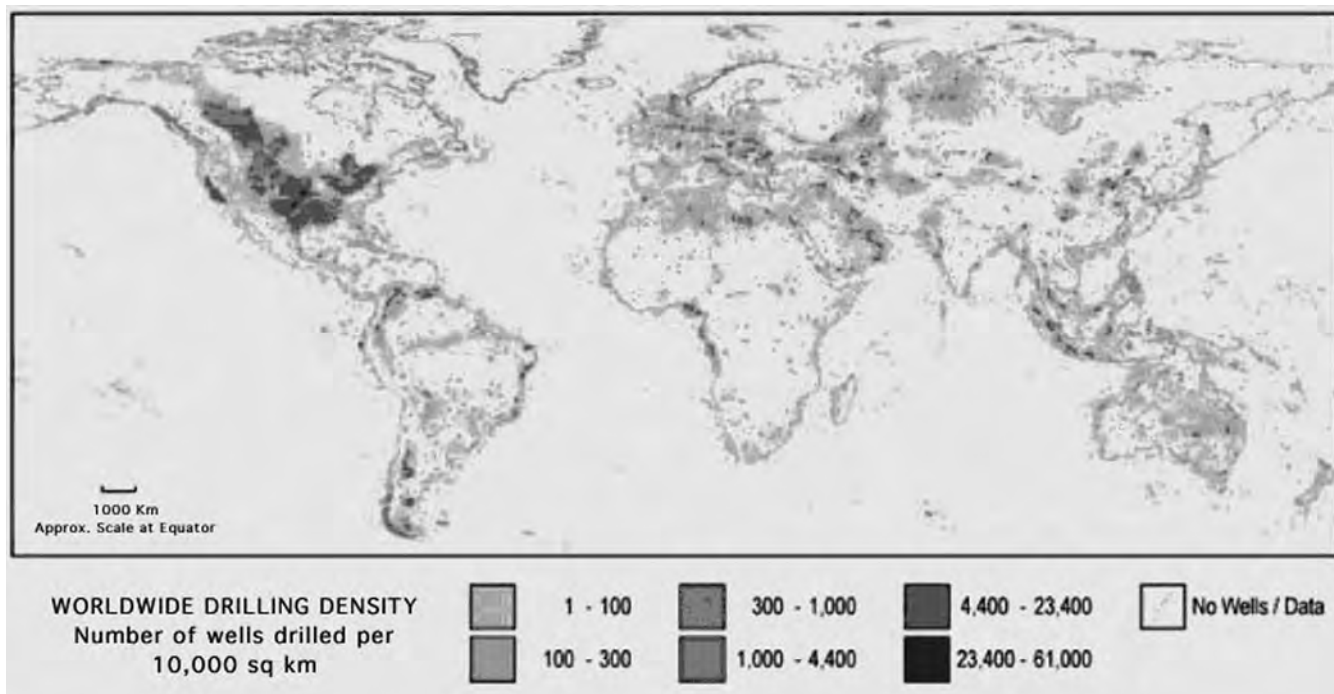 1000 Km
Approx. Scale at Equator
WORLDWIDE DRILLING DENSITY
Number of wells drilled per
10,000 sq km
1 - 100
300 - 1,000
4,400 - 23,400
No Wells / Data
100 - 300
1,000 - 4,400
23,400 - 61,000